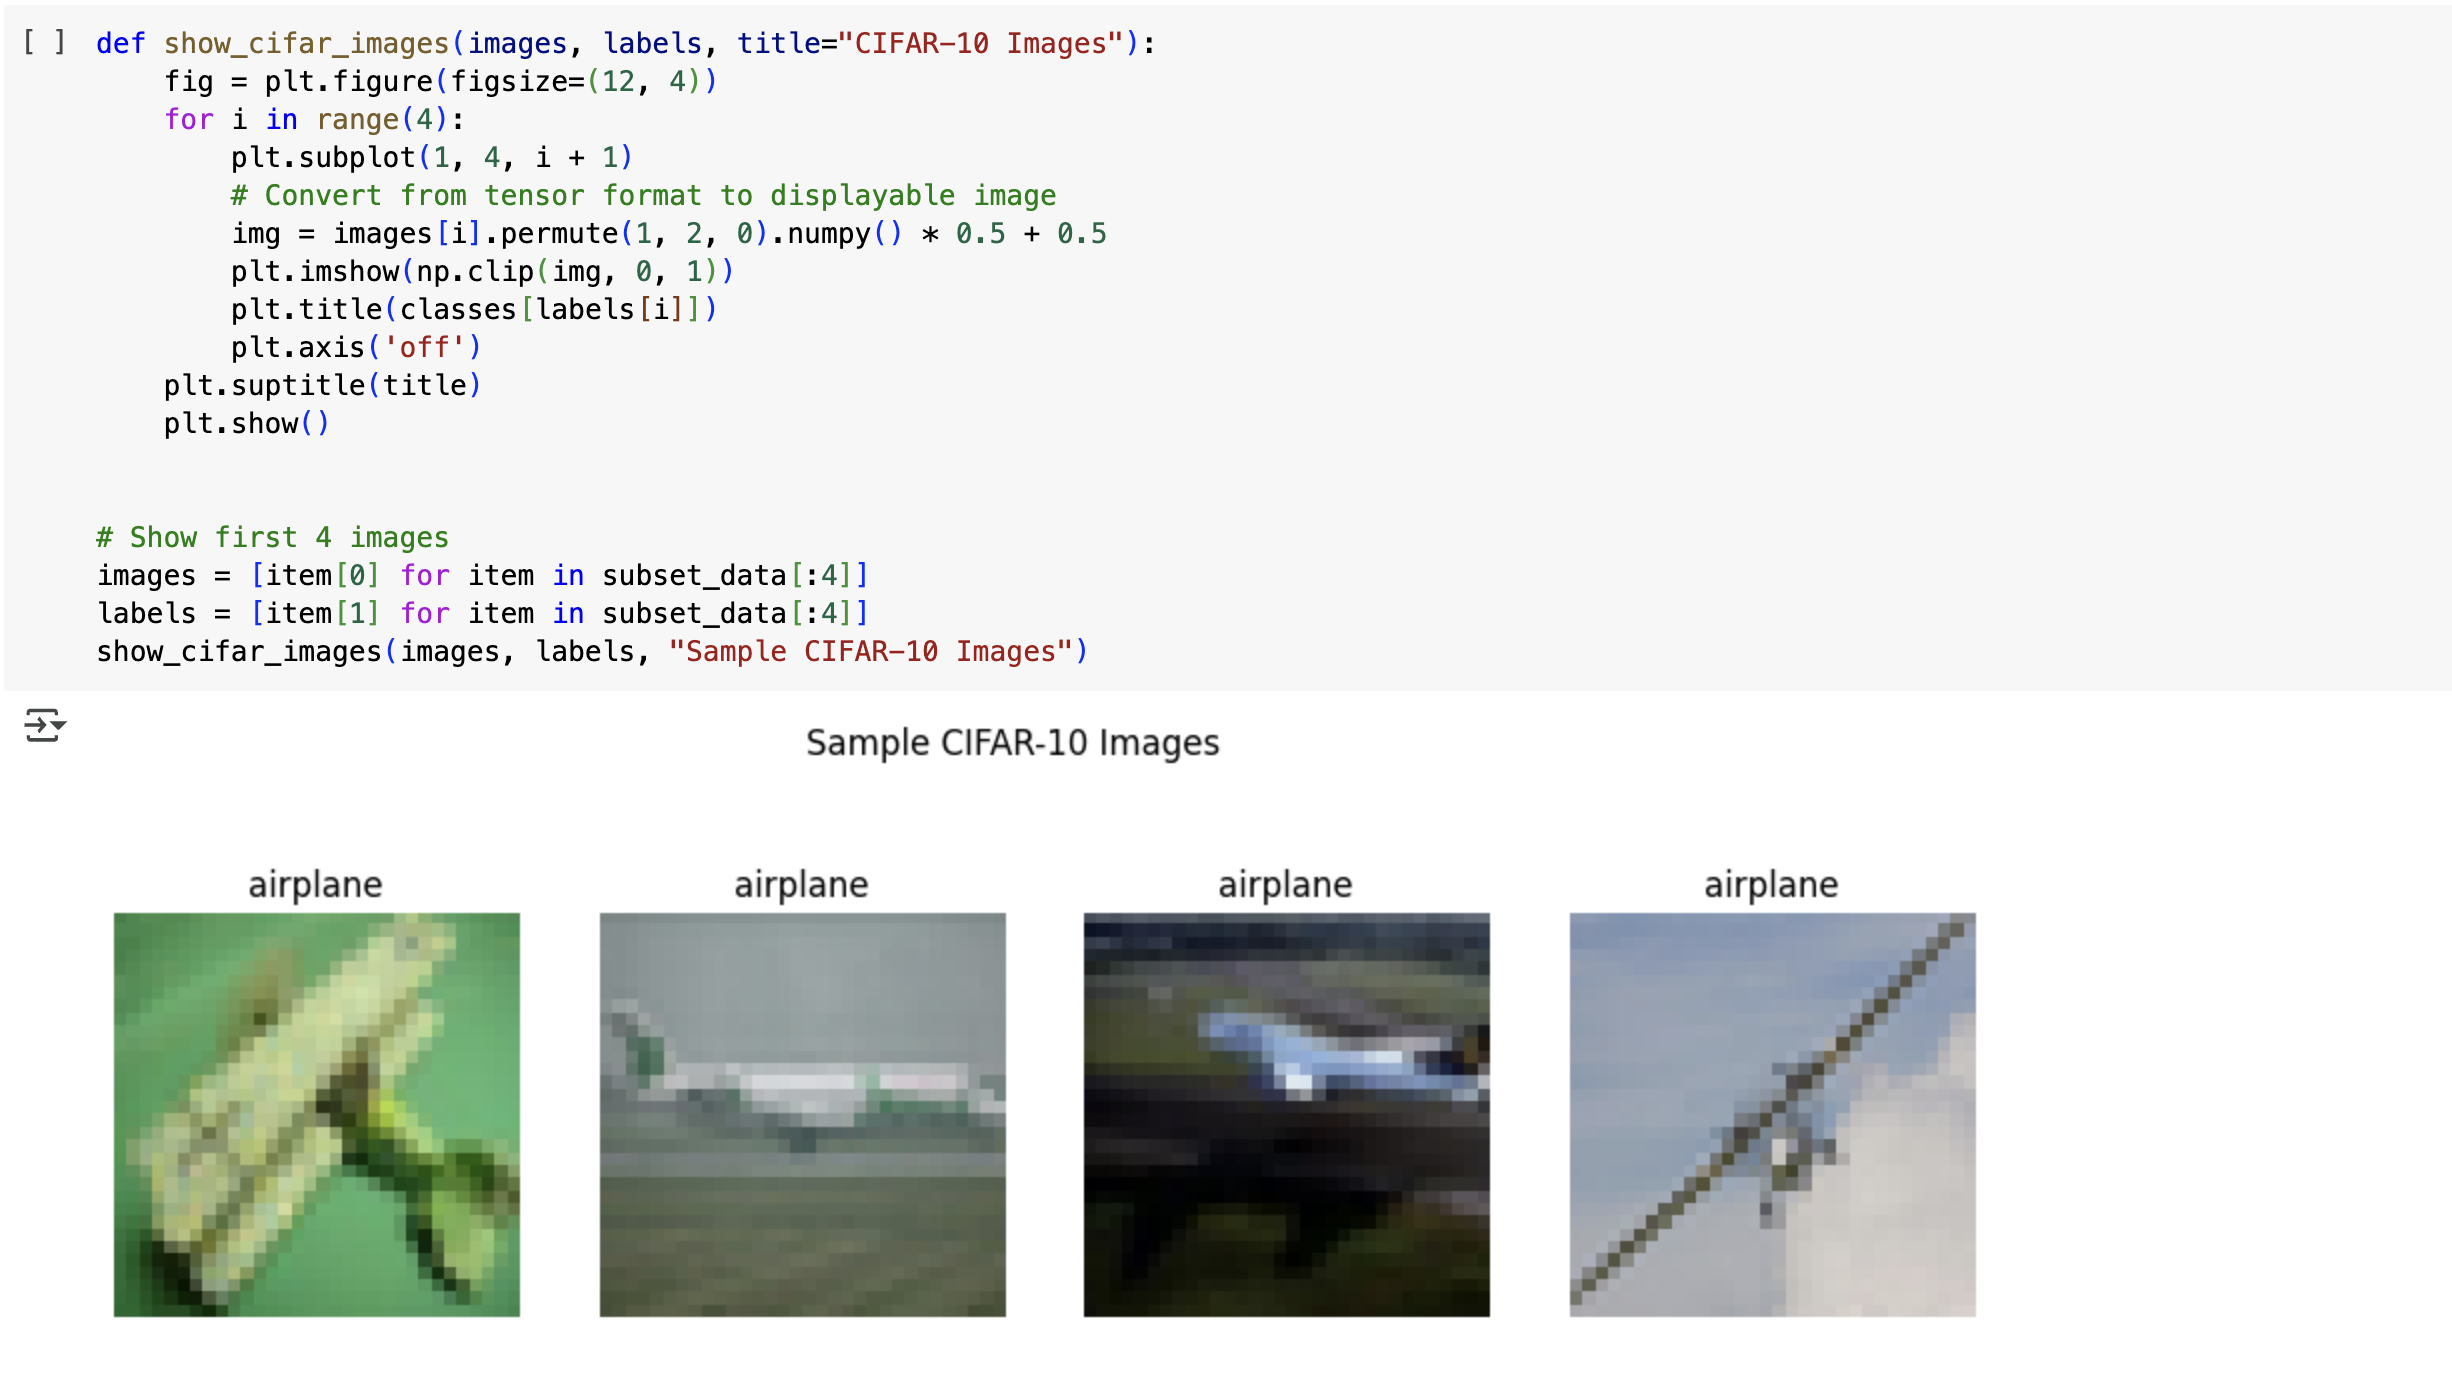 [ ] def show_cifar_images(images, labels, title="CIFAR-10 Images"):
fig = plt.figure(figsize=(12, 4))
for i in range(4):
plt.subplot(1, 4, i + 1)
# Convert from tensor format to displayable image
img = images[i].permute(1, 2, 0).numpy() * 0.5 + 0.5
plt.imshow(np.clip(img, 0, 1))
plt.title(classes[labels[i]])
plt.axis('off')
plt.suptitle(title)
plt.show()
# Show first 4 images
images = [item[0] for item in subset_data[:4]]
labels = [item[1] for item in subset_data[:4]]
show_cifar_images(images, labels, "Sample CIFAR-10 Images")
Sample CIFAR-10 Images
airplane airplane airplane airplane